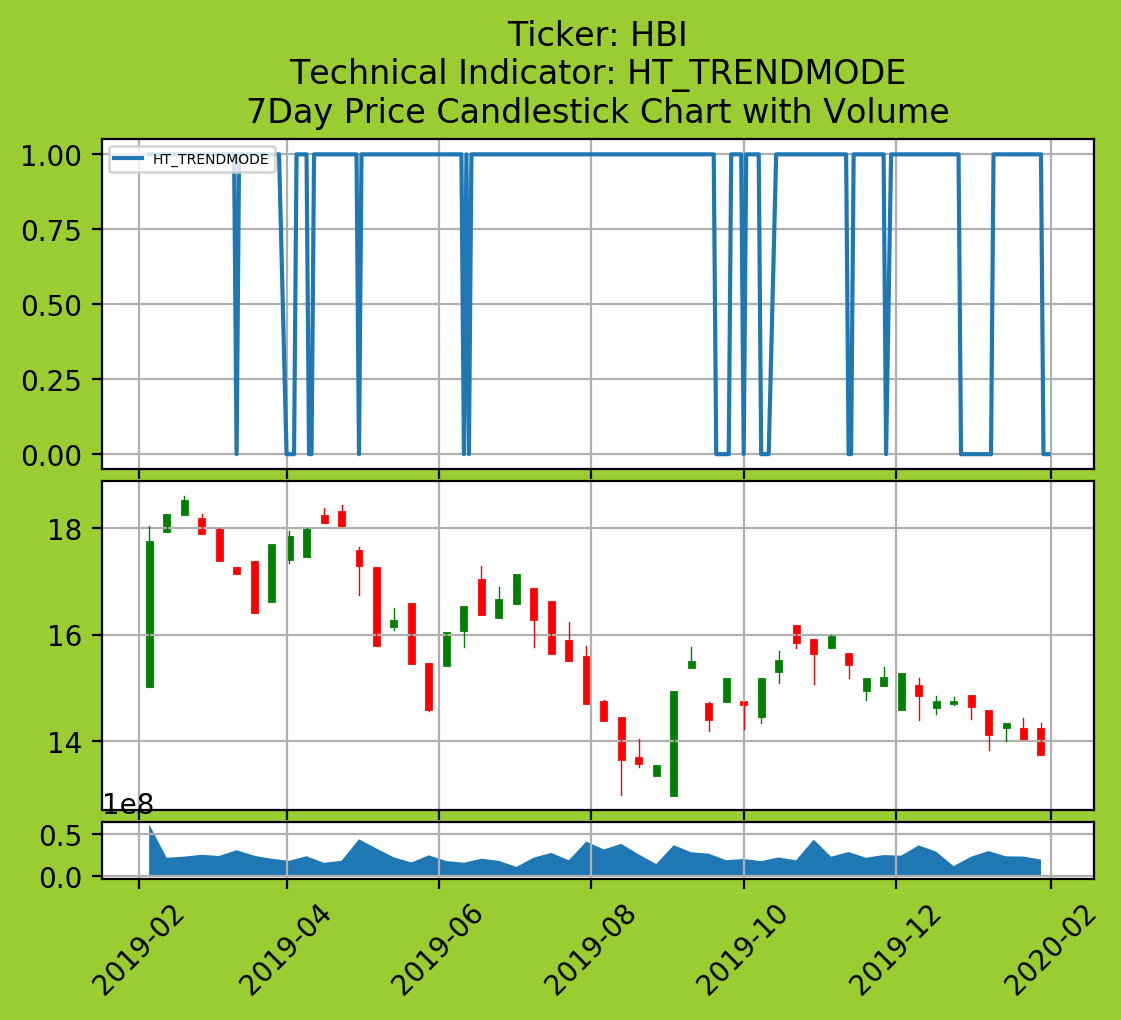 Ticker: HBI
Technical Indicator: HT_TRENDMODE
7Day Price Candlestick Chart with Volume
1.00
HT_TRENDMODE
0.75
0.50
0.25
0.00
18
16
14
1e8
0.5
0.0
2019-02 2019-04 2019-06 2019-08 2019-10 2019-12 2020-02